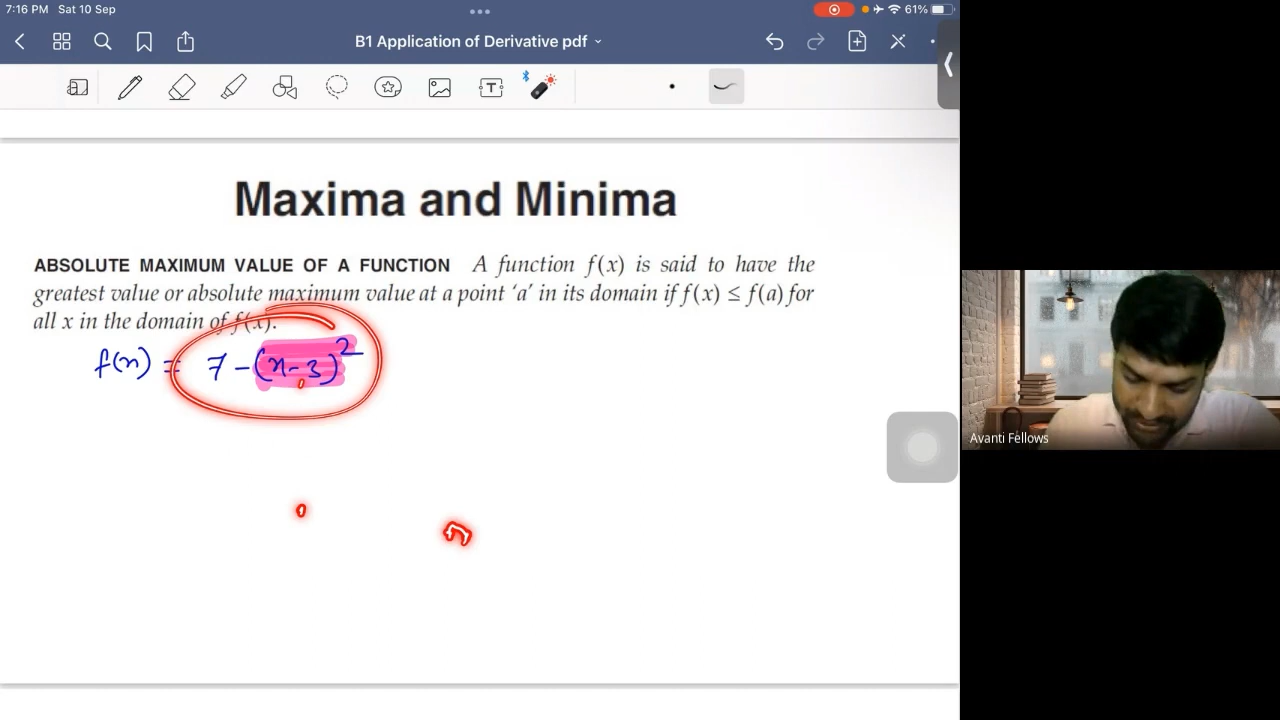 7:16 PM Sat 10 Sep
61%
B1 Application of Derivative pdf
T
Maxima and Minima
ABSOLUTE MAXIMUM VALUE OF A FUNCTION A function f(x) is said to have the
greatest value or absolute maximum value at a point ‘a’ in its domain if f(x) ≤ f(a) for
all x in the domain of f(x).
f(x) = 7 - (x-3)²
Avanti Fellows